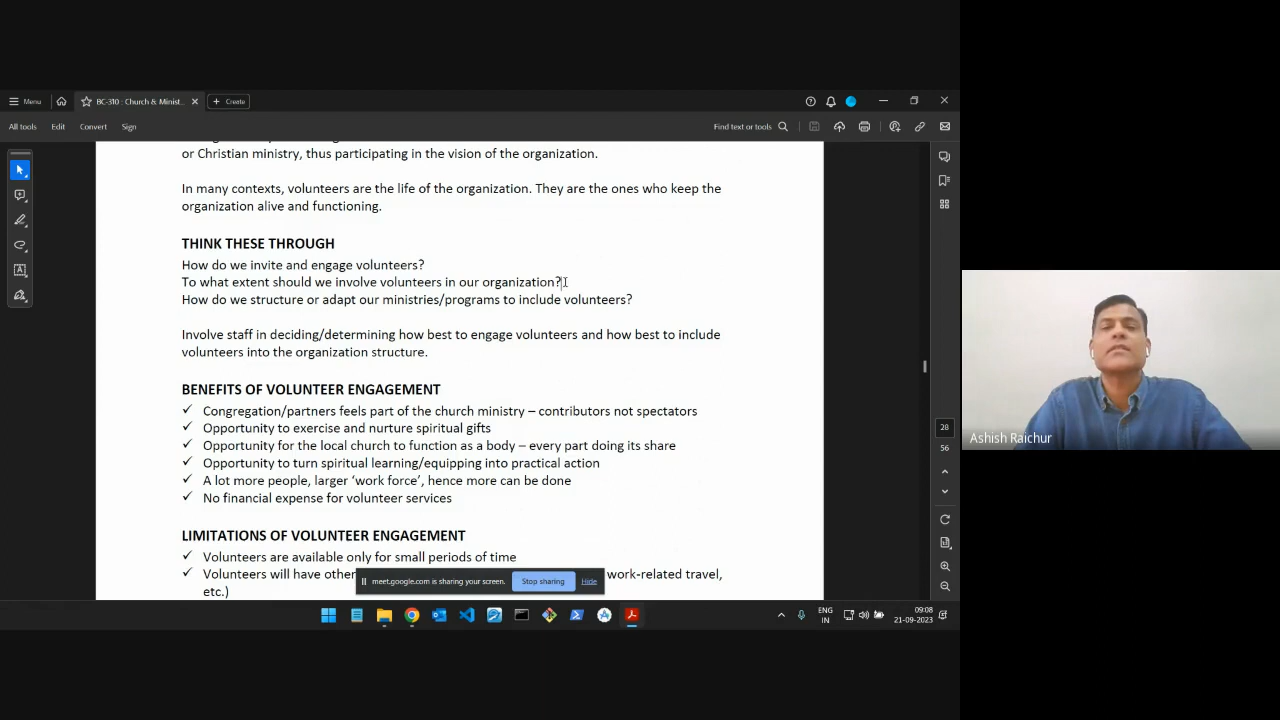 Menu
BC-310 : Church & Minist...
Create
All tools
Edit
Convert
Sign
Find text or tools
or Christian ministry, thus participating in the vision of the organization.
In many contexts, volunteers are the life of the organization. They are the ones who keep the
organization alive and functioning.
THINK THESE THROUGH
How do we invite and engage volunteers?
To what extent should we involve volunteers in our organization?
How do we structure or adapt our ministries/programs to include volunteers?
Involve staff in deciding/determining how best to engage volunteers and how best to include
volunteers into the organization structure.
BENEFITS OF VOLUNTEER ENGAGEMENT
✓ Congregation/partners feels part of the church ministry – contributors not spectators
✓ Opportunity to exercise and nurture spiritual gifts
✓ Opportunity for the local church to function as a body – every part doing its share
✓ Opportunity to turn spiritual learning/equipping into practical action
✓ A lot more people, larger ‘work force’, hence more can be done
✓ No financial expense for volunteer services
LIMITATIONS OF VOLUNTEER ENGAGEMENT
✓ Volunteers are available only for small periods of time
✓ Volunteers will have other work-related travel,
etc.)
meet.google.com is sharing your screen.
Stop sharing
Hide
28
56
ENG
IN
09:08
21-09-2023
Ashish Raichur